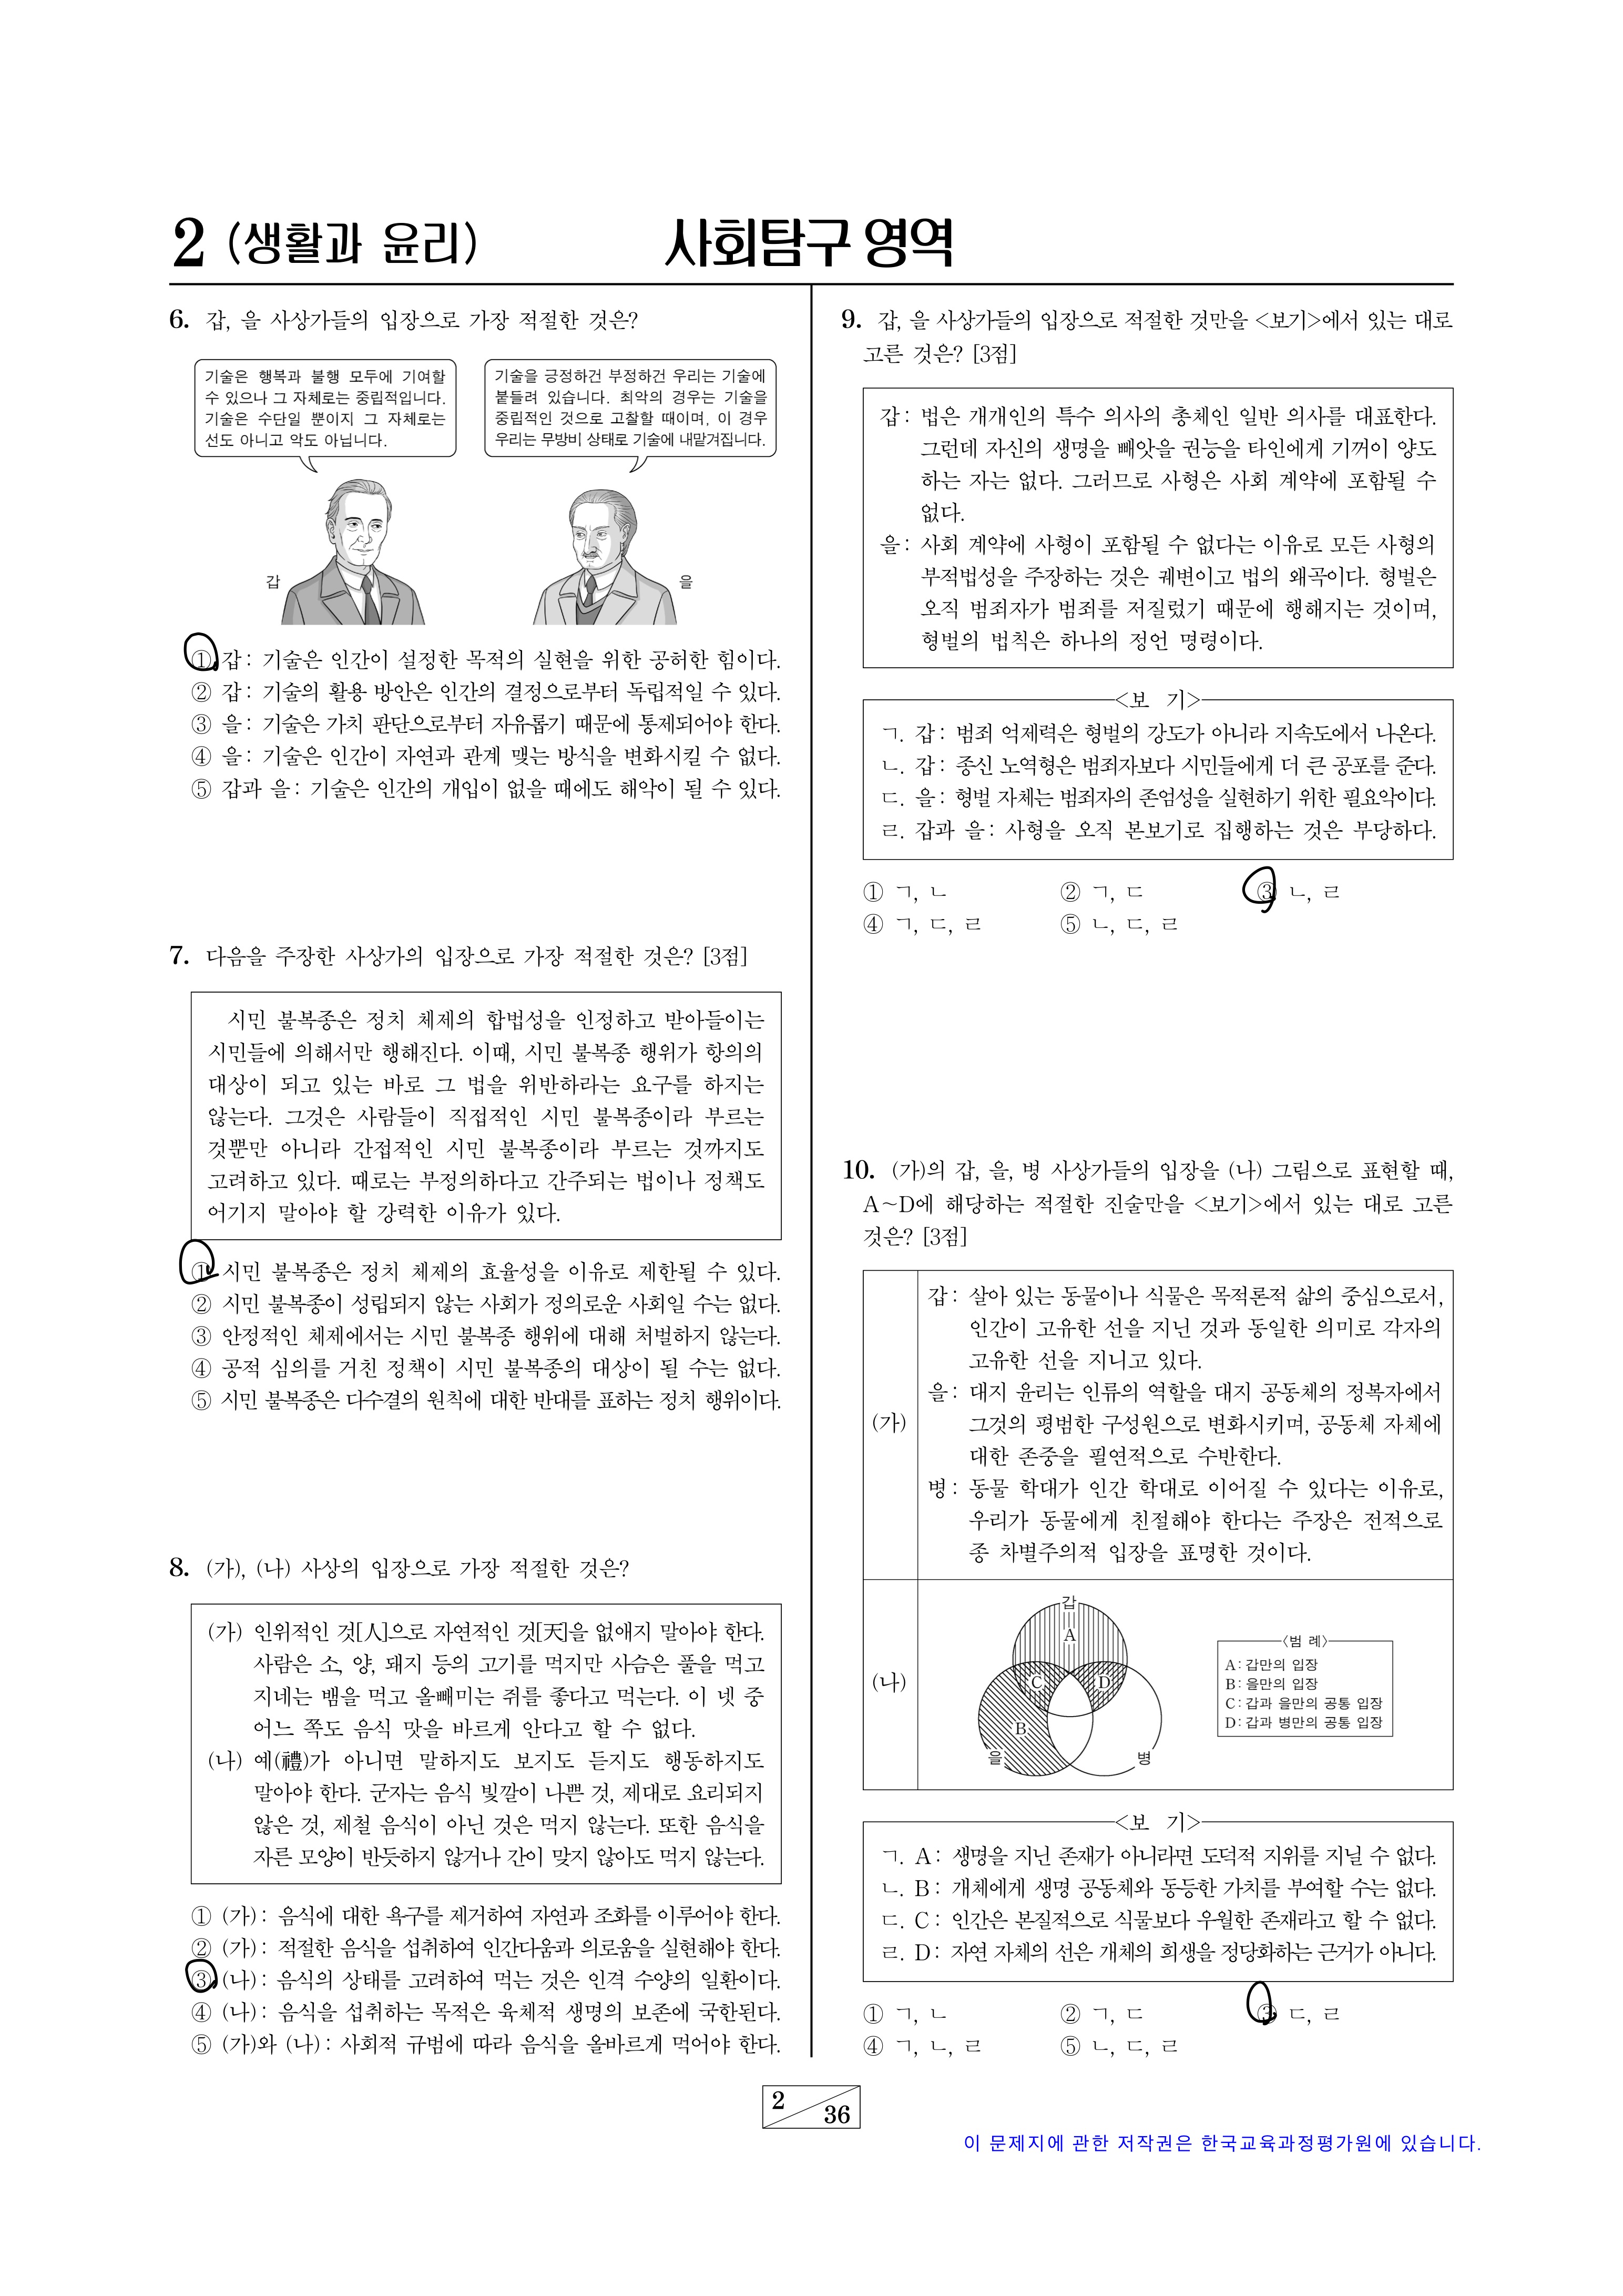 2 (생활과 윤리)
사회탐구 영역
6. 갑, 을 사상가들의 입장으로 가장 적절한 것은?
기술은 행복과 불행 모두에 기여할
수 있으나 그 자체로는 중립적입니다.
기술은 수단일 뿐이지 그 자체로는
선도 아니고 악도 아닙니다.
기술을 긍정하건 부정하건 우리는 기술에
붙들려 있습니다. 최악의 경우는 기술을
중립적인 것으로 고찰할 때이며, 이 경우
우리는 무방비 상태로 기술에 내맡겨집니다.
갑
을
① 갑: 기술은 인간이 설정한 목적의 실현을 위한 공허한 힘이다.
② 갑: 기술의 활용 방안은 인간의 결정으로부터 독립적일 수 있다.
③ 을: 기술은 가치 판단으로부터 자유롭기 때문에 통제되어야 한다.
④ 을: 기술은 인간이 자연과 관계 맺는 방식을 변화시킬 수 없다.
⑤ 갑과 을: 기술은 인간의 개입이 없을 때에도 해악이 될 수 있다.
7. 다음을 주장한 사상가의 입장으로 가장 적절한 것은? [3점]
시민 불복종은 정치 체제의 합법성을 인정하고 받아들이는
시민들에 의해서만 행해진다. 이때, 시민 불복종 행위가 항의의
대상이 되고 있는 바로 그 법을 위반하라는 요구를 하지는
않는다. 그것은 사람들이 직접적인 시민 불복종이라 부르는
것뿐만 아니라 간접적인 시민 불복종이라 부르는 것까지도
고려하고 있다. 때로는 부정의하다고 간주되는 법이나 정책도
어기지 말아야 할 강력한 이유가 있다.
① 시민 불복종은 정치 체제의 효율성을 이유로 제한될 수 있다.
② 시민 불복종이 성립되지 않는 사회가 정의로운 사회일 수는 없다.
③ 안정적인 체제에서는 시민 불복종 행위에 대해 처벌하지 않는다.
④ 공적 심의를 거친 정책이 시민 불복종의 대상이 될 수는 없다.
⑤ 시민 불복종은 다수결의 원칙에 대한 반대를 표하는 정치 행위이다.
8. (가), (나) 사상의 입장으로 가장 적절한 것은?
(가) 인위적인 것[人]으로 자연적인 것[天]을 없애지 말아야 한다.
사람은 소, 양, 돼지 등의 고기를 먹지만 사슴은 풀을 먹고
지네는 뱀을 먹고 올빼미는 쥐를 좋다고 먹는다. 이 넷 중
어느 쪽도 음식 맛을 바르게 안다고 할 수 없다.
(나) 예(禮)가 아니면 말하지도 보지도 듣지도 행동하지도
말아야 한다. 군자는 음식 빛깔이 나쁜 것, 제대로 요리되지
않은 것, 제철 음식이 아닌 것은 먹지 않는다. 또한 음식을
자른 모양이 반듯하지 않거나 간이 맞지 않아도 먹지 않는다.
① (가): 음식에 대한 욕구를 제거하여 자연과 조화를 이루어야 한다.
② (가): 적절한 음식을 섭취하여 인간다움과 의로움을 실현해야 한다.
③ (나): 음식의 상태를 고려하여 먹는 것은 인격 수양의 일환이다.
④ (나): 음식을 섭취하는 목적은 육체적 생명의 보존에 국한된다.
⑤ (가)와 (나): 사회적 규범에 따라 음식을 올바르게 먹어야 한다.
9. 갑, 을 사상가들의 입장으로 적절한 것만을 <보기>에서 있는 대로
고른 것은? [3점]
갑: 법은 개개인의 특수 의사의 총체인 일반 의사를 대표한다.
그런데 자신의 생명을 빼앗을 권능을 타인에게 기꺼이 양도
하는 자는 없다. 그러므로 사형은 사회 계약에 포함될 수
없다.
을: 사회 계약에 사형이 포함될 수 없다는 이유로 모든 사형의
부적법성을 주장하는 것은 궤변이고 법의 왜곡이다. 형벌은
오직 범죄자가 범죄를 저질렀기 때문에 행해지는 것이며,
형벌의 법칙은 하나의 정언 명령이다.
<보 기>
ㄱ. 갑: 범죄 억제력은 형벌의 강도가 아니라 지속도에서 나온다.
ㄴ. 갑: 종신 노역형은 범죄자보다 시민들에게 더 큰 공포를 준다.
ㄷ. 을: 형벌 자체는 범죄자의 존엄성을 실현하기 위한 필요악이다.
ㄹ. 갑과 을: 사형을 오직 본보기로 집행하는 것은 부당하다.
① ㄱ, ㄴ ② ㄱ, ㄷ ③ ㄴ, ㄹ
④ ㄱ, ㄷ, ㄹ ⑤ ㄴ, ㄷ, ㄹ
10. (가)의 갑, 을, 병 사상가들의 입장을 (나) 그림으로 표현할 때,
A~D에 해당하는 적절한 진술만을 <보기>에서 있는 대로 고른
것은? [3점]
(가)
갑: 살아 있는 동물이나 식물은 목적론적 삶의 중심으로서,
인간이 고유한 선을 지닌 것과 동일한 의미로 각자의
고유한 선을 지니고 있다.
을: 대지 윤리는 인류의 역할을 대지 공동체의 정복자에서
그것의 평범한 구성원으로 변화시키며, 공동체 자체에
대한 존중을 필연적으로 수반한다.
병: 동물 학대가 인간 학대로 이어질 수 있다는 이유로,
우리가 동물에게 친절해야 한다는 주장은 전적으로
종 차별주의적 입장을 표명한 것이다.
(나)
갑
A
C
D
B
을
병
<범 례>
A: 갑만의 입장
B: 을만의 입장
C: 갑과 을만의 공통 입장
D: 갑과 병만의 공통 입장
<보 기>
ㄱ. A: 생명을 지닌 존재가 아니라면 도덕적 지위를 지닐 수 없다.
ㄴ. B: 개체에게 생명 공동체와 동등한 가치를 부여할 수는 없다.
ㄷ. C: 인간은 본질적으로 식물보다 우월한 존재라고 할 수 없다.
ㄹ. D: 자연 자체의 선은 개체의 희생을 정당화하는 근거가 아니다.
① ㄱ, ㄴ ② ㄱ, ㄷ ③ ㄷ, ㄹ
④ ㄱ, ㄴ, ㄹ ⑤ ㄴ, ㄷ, ㄹ
2
36
이 문제지에 관한 저작권은 한국교육과정평가원에 있습니다.